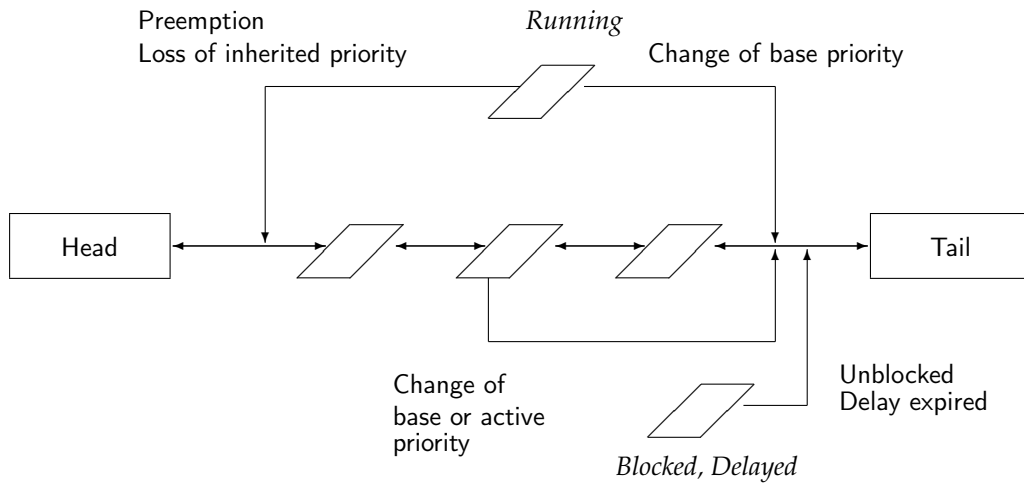 Preemption
Loss of inherited priority
Running
Change of base priority
Head
Tail
Change of
base or active
priority
Unblocked
Delay expired
Blocked, Delayed